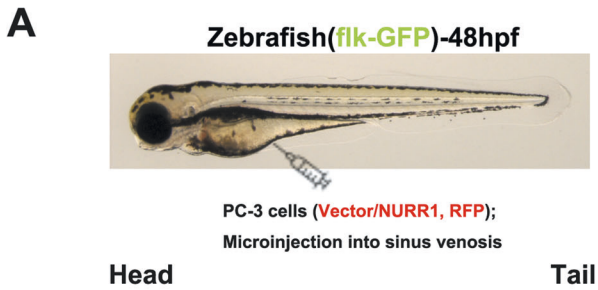 A
Zebrafish(flk-GFP)-48hpf
PC-3 cells (Vector/NURR1, RFP);
Microinjection into sinus venosis
Head Tail